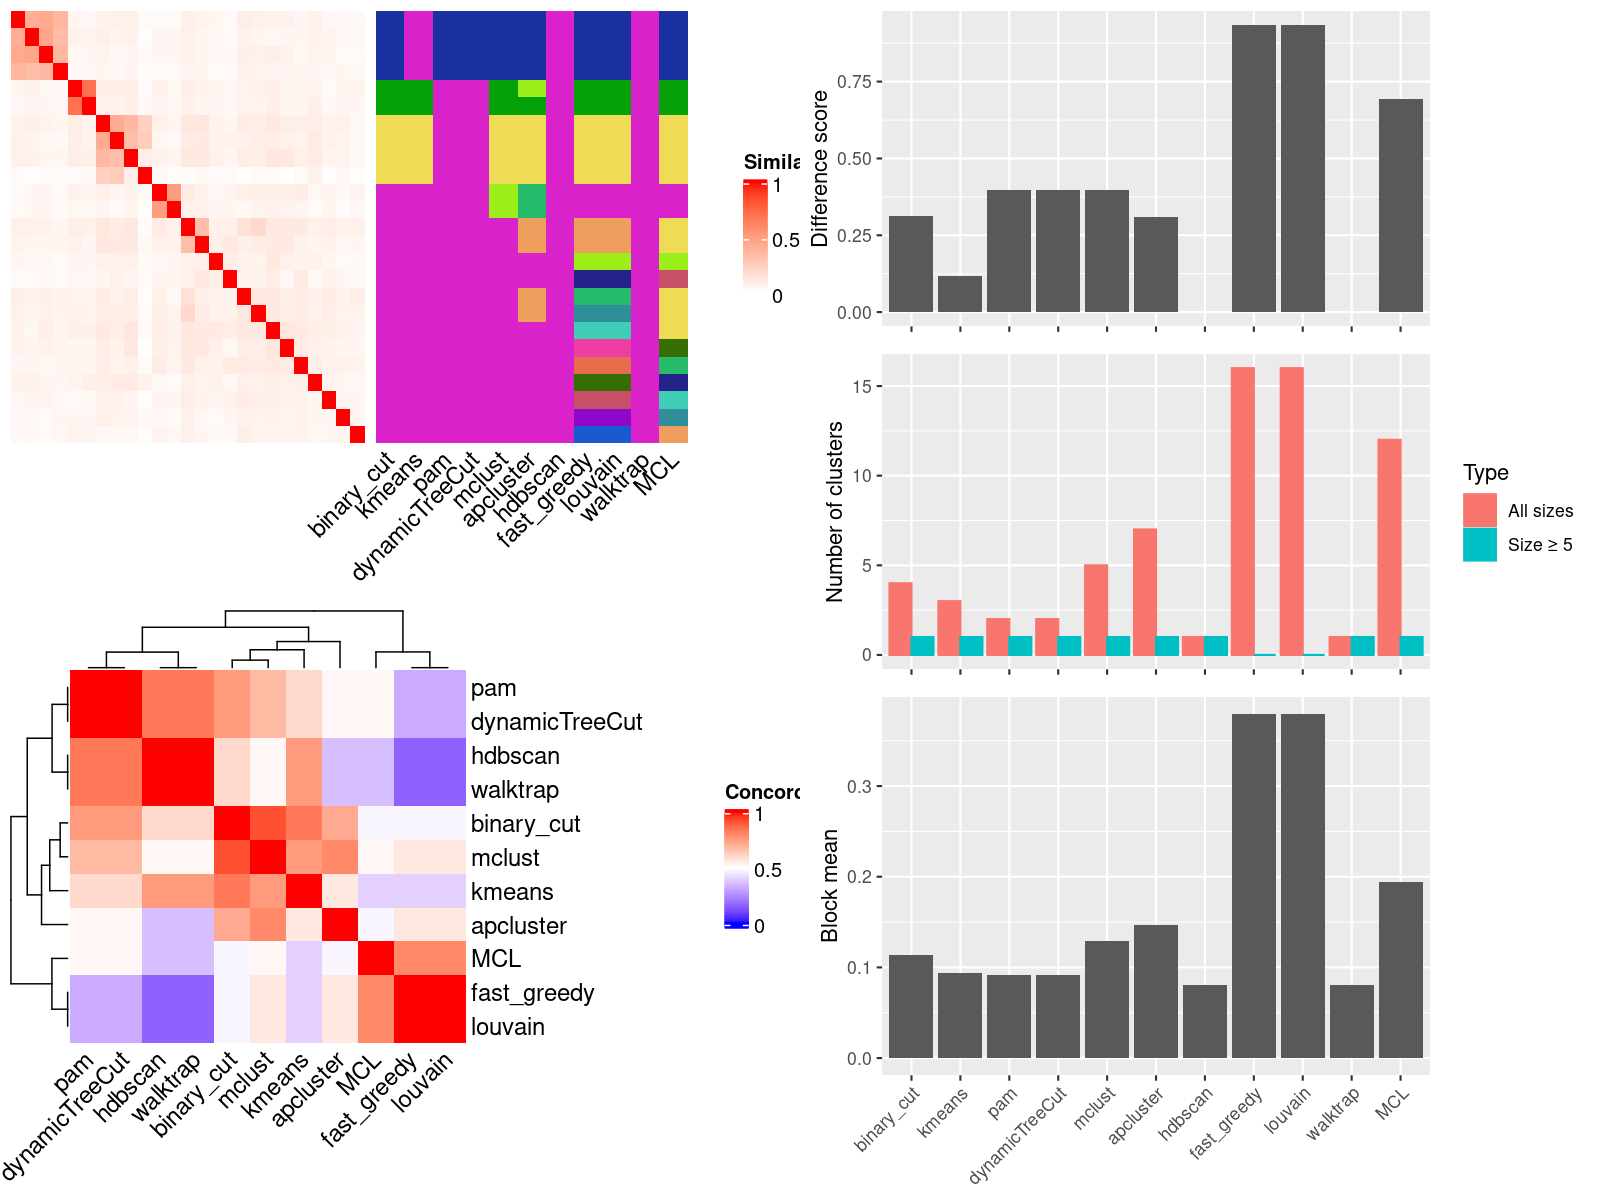 Simila
1
0.5
0
binary_cut
kmeans
pam
dynamicTreeCut
mclust
apcluster
hdbscan
fast_greedy
louvain
walktrap
MCL
pam
dynamicTreeCut
hdbscan
walktrap
binary_cut
mclust
kmeans
apcluster
MCL
fast_greedy
louvain
pam
dynamicTreeCut
hdbscan
walktrap
binary_cut
mclust
kmeans
apcluster
MCL
fast_greedy
louvain
Concord
1
0.5
0
Difference score
0.75
0.50
0.25
0.00
Number of clusters
15
10
5
0
Type
All sizes
Size ≥ 5
Block mean
0.3
0.2
0.1
0.0
binary_cut
kmeans
pam
dynamicTreeCut
mclust
apcluster
hdbscan
fast_greedy
louvain
walktrap
MCL